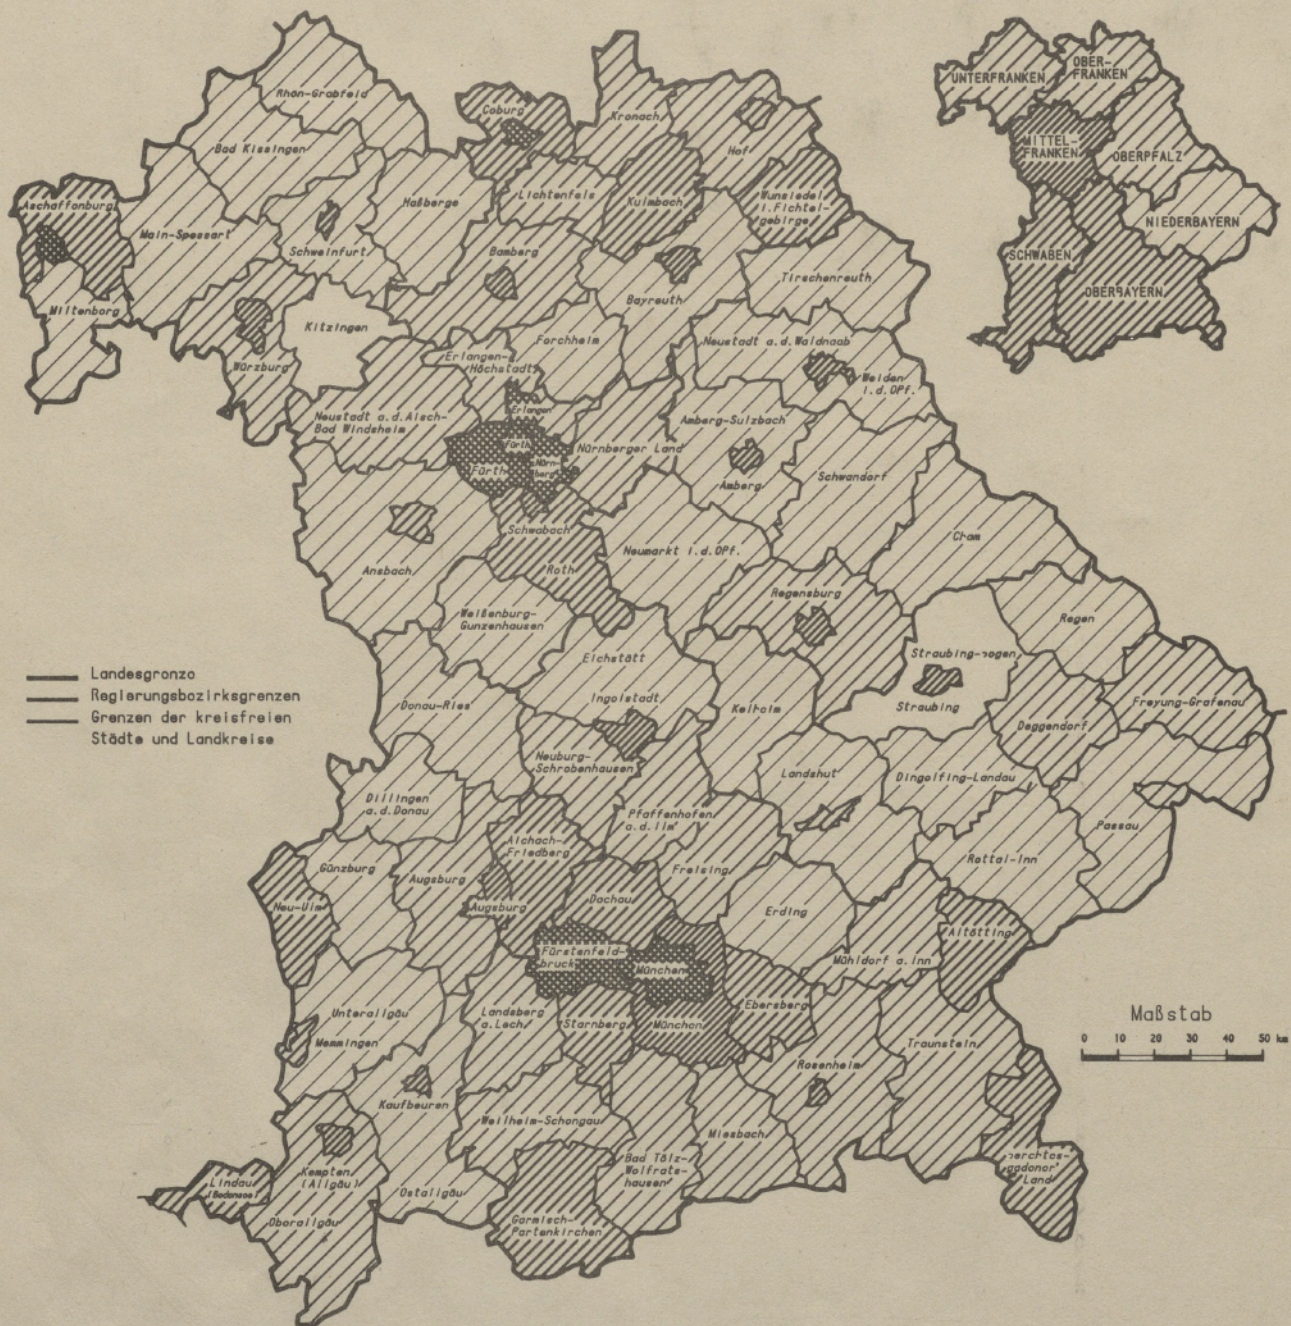 Rhön-Grabfeld
Bad Kissingen
Coburg
Kronach
Hof
Aschaffenburg
Main-Spessart
Haßberge
Lichtenfels
Kulmbach
Wunsiedel
i.Fichtel-
gebirge
Schweinfurt
Bamberg
Bayreuth
Tirschenreuth
Miltenberg
Kitzingen
Forchheim
Neustadt a.d.Waldnaab
Würzburg
Erlangen-
Höchstadt
Weiden
i.d.OPf.
Erlangen
Neustadt a.d.Aisch-
Bad Windsheim
Amberg-Sulzbach
Fürth
Nürn-
berg
Fürth
Nürnberger Land
Schwandorf
Amberg
Schwabach
Neumarkt i.d.OPf.
Cham
Ansbach
Roth
Regensburg
Weißenburg-
Gunzenhausen
Regen
Eichstätt
Straubing-Bogen
Ingolstadt
Donau-Ries
Kelheim
Straubing
Freyung-Grafenau
Deggendorf
Neuburg-
Schrobenhausen
Landshut
Dingolfing-Landau
Dillingen
a.d.Donau
Pfaffenhofen
a.d.Ilm
Passau
Aichach-
Friedberg
Rottal-Inn
Günzburg
Augsburg
Freising
Neu-Ulm
Augsburg
Dachau
Erding
Altötting
Fürstenfeld-
bruck
München
Mühldorf a.Inn
Unterallgäu
Landsberg
a.Lech
Starnberg
München
Ebersberg
Memmingen
Traunstein
Rosenheim
Kaufbeuren
Weilheim-Schongau
Miesbach
Kempten
(Allgäu)
Lindau
(Bodensee)
Bad Tölz-
Wolfrats-
hausen
Ostallgäu
Land
Oberallgäu
Garmisch-
Partenkirchen
UNTERFRANKEN
OBER-
FRANKEN
MITTEL-
FRANKEN
OBERPFALZ
NIEDERBAYERN
SCHWABEN
OBERBAYERN
Landesgronzo
Regierungsbozirksgrenzen
Grenzen der kreisfreien
Städte und Landkreise
Maßstab
0 10 20 30 40 50 km